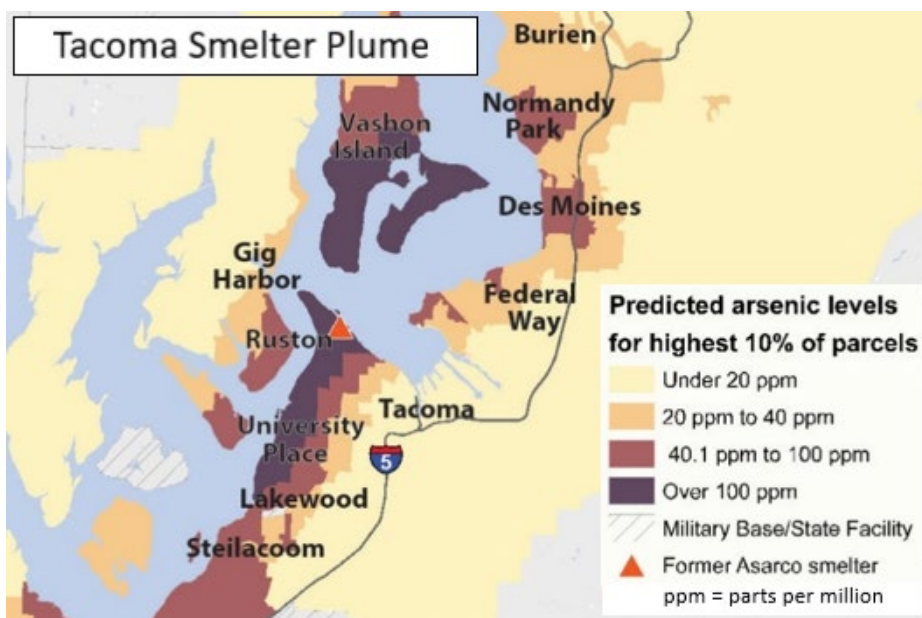 Tacoma Smelter Plume
Burien
Normandy
Park
Vashon
Island
Des Moines
Gig
Harbor
Federal
Way
Ruston
Tacoma
University
Place
5
Lakewood
Steilacoom
Predicted arsenic levels
for highest 10% of parcels
Under 20 ppm
20 ppm to 40 ppm
40.1 ppm to 100 ppm
Over 100 ppm
Military Base/State Facility
Former Asarco smelter
ppm = parts per million